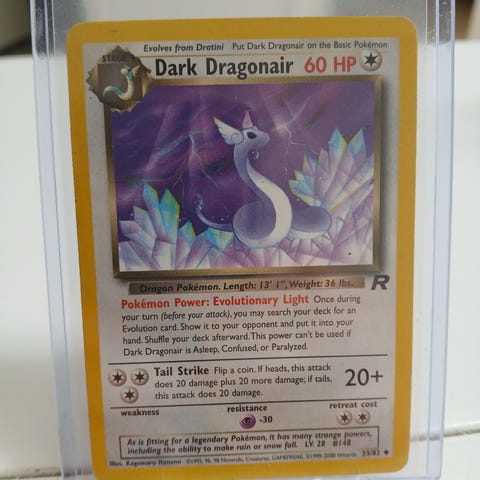 Evolves from Dratini Put Dark Dragonair on the Basic Pokémon
STAGE 1
Dark Dragonair 60 HP
Dragon Pokémon. Length: 13' 1", Weight: 36 lbs.
R
Pokémon Power: Evolutionary Light Once during
your turn (before your attack), you may search your deck for an
Evolution card. Show it to your opponent and put it into your
hand. Shuffle your deck afterward. This power can't be used if
Dark Dragonair is Asleep, Confused, or Paralyzed.
Tail Strike Flip a coin. If heads, this attack
does 20 damage plus 20 more damage; if tails,
this attack does 20 damage.
20+
weakness resistance retreat cost
-30
As is fitting for a legendary Pokémon, it has many strange powers,
including the ability to make rain or snow fall. LV. 28 #148
Illus. Kagemaru Himeno ©1995, 96, 98 Nintendo, Creatures, GAMEFREAK. ©1999-2000 Wizards. 33/82